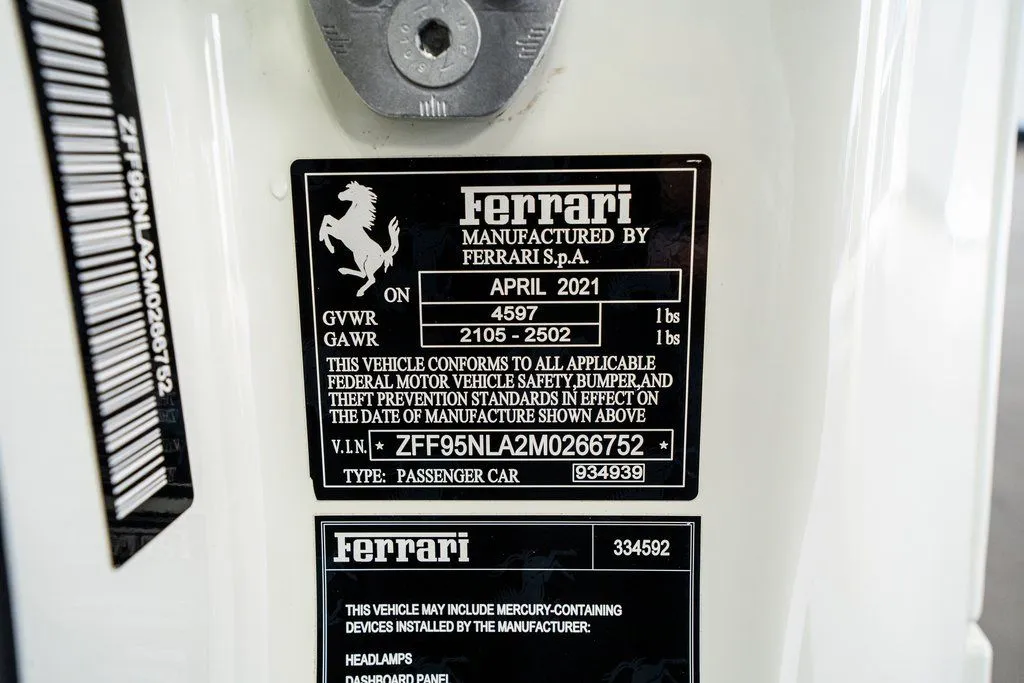 ZFF95NLA2M0266752
Ferrari
MANUFACTURED BY
FERRARI S.p.A.
ON APRIL 2021
GVWR 4597 lbs
GAWR 2105 - 2502 lbs
THIS VEHICLE CONFORMS TO ALL APPLICABLE
FEDERAL MOTOR VEHICLE SAFETY,BUMPER,AND
THEFT PREVENTION STANDARDS IN EFFECT ON
THE DATE OF MANUFACTURE SHOWN ABOVE
V.I.N. * ZFF95NLA2M0266752 *
TYPE: PASSENGER CAR 934939
Ferrari 334592
THIS VEHICLE MAY INCLUDE MERCURY-CONTAINING
DEVICES INSTALLED BY THE MANUFACTURER:
HEADLAMPS
DASHBOARD PANEL